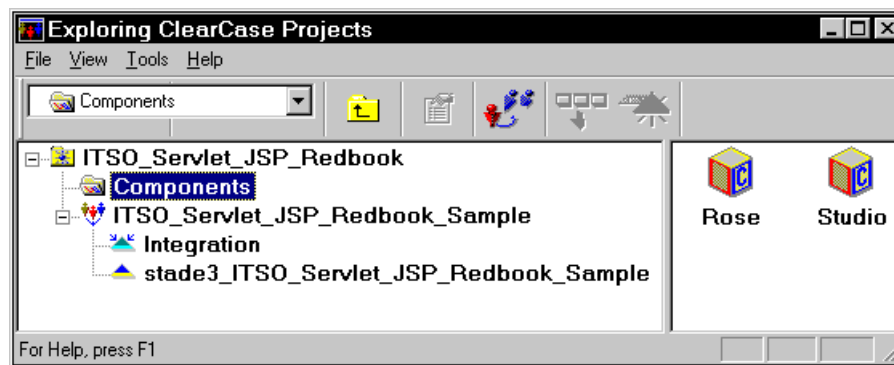 Exploring ClearCase Projects
File View Tools Help
Components
ITSO_Servlet_JSP_Redbook
Components
ITSO_Servlet_JSP_Redbook_Sample
Integration
stade3_ITSO_Servlet_JSP_Redbook_Sample
Rose Studio
For Help, press F1